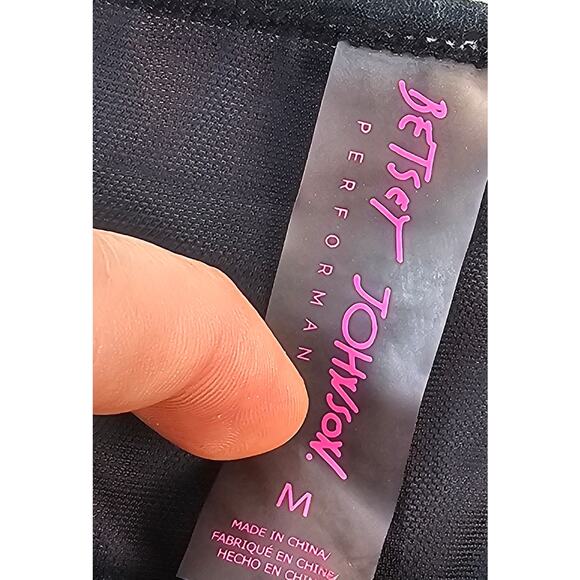 BETSEY JOHNSON.
PERFORMAN
M
MADE IN CHINA/
FABRIQUÉ EN CHINE/
HECHO EN CHIN